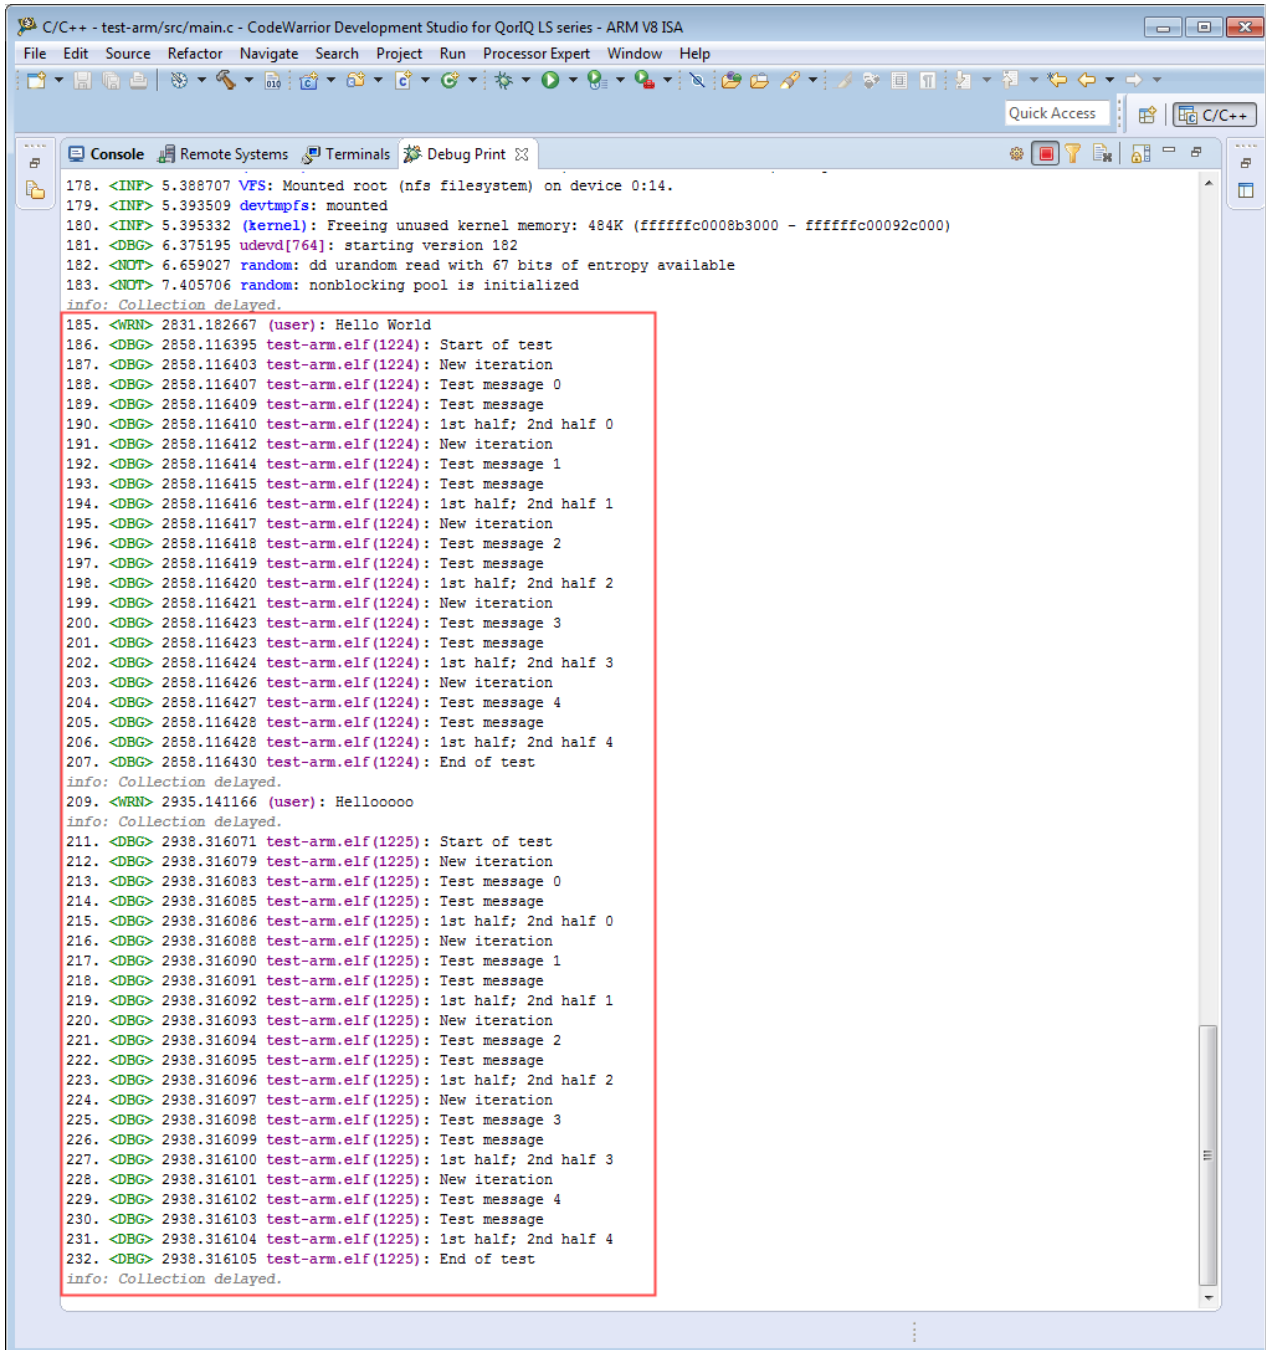 C/C++ - test-arm/src/main.c - CodeWarrior Development Studio for QorIQ LS series - ARM V8 ISA
File Edit Source Refactor Navigate Search Project Run Processor Expert Window Help
Quick Access C/C++
Console Remote Systems Terminals Debug Print
178. <INF> 5.388707 VFS: Mounted root (nfs filesystem) on device 0:14.
179. <INF> 5.393509 devtmpfs: mounted
180. <INF> 5.395332 (kernel): Freeing unused kernel memory: 484K (ffffffc0008b3000 - ffffffc00092c000)
181. <DBG> 6.375195 udevd[764]: starting version 182
182. <NOT> 6.659027 random: dd urandom read with 67 bits of entropy available
183. <NOT> 7.405706 random: nonblocking pool is initialized
info: Collection delayed.
185. <WRN> 2831.182667 (user): Hello World
186. <DBG> 2858.116395 test-arm.elf(1224): Start of test
187. <DBG> 2858.116403 test-arm.elf(1224): New iteration
188. <DBG> 2858.116407 test-arm.elf(1224): Test message 0
189. <DBG> 2858.116409 test-arm.elf(1224): Test message
190. <DBG> 2858.116410 test-arm.elf(1224): 1st half; 2nd half 0
191. <DBG> 2858.116412 test-arm.elf(1224): New iteration
192. <DBG> 2858.116414 test-arm.elf(1224): Test message 1
193. <DBG> 2858.116415 test-arm.elf(1224): Test message
194. <DBG> 2858.116416 test-arm.elf(1224): 1st half; 2nd half 1
195. <DBG> 2858.116417 test-arm.elf(1224): New iteration
196. <DBG> 2858.116418 test-arm.elf(1224): Test message 2
197. <DBG> 2858.116419 test-arm.elf(1224): Test message
198. <DBG> 2858.116420 test-arm.elf(1224): 1st half; 2nd half 2
199. <DBG> 2858.116421 test-arm.elf(1224): New iteration
200. <DBG> 2858.116423 test-arm.elf(1224): Test message 3
201. <DBG> 2858.116423 test-arm.elf(1224): Test message
202. <DBG> 2858.116424 test-arm.elf(1224): 1st half; 2nd half 3
203. <DBG> 2858.116426 test-arm.elf(1224): New iteration
204. <DBG> 2858.116427 test-arm.elf(1224): Test message 4
205. <DBG> 2858.116428 test-arm.elf(1224): Test message
206. <DBG> 2858.116428 test-arm.elf(1224): 1st half; 2nd half 4
207. <DBG> 2858.116430 test-arm.elf(1224): End of test
info: Collection delayed.
209. <WRN> 2935.141166 (user): Hellooooo
info: Collection delayed.
211. <DBG> 2938.316071 test-arm.elf(1225): Start of test
212. <DBG> 2938.316079 test-arm.elf(1225): New iteration
213. <DBG> 2938.316083 test-arm.elf(1225): Test message 0
214. <DBG> 2938.316085 test-arm.elf(1225): Test message
215. <DBG> 2938.316086 test-arm.elf(1225): 1st half; 2nd half 0
216. <DBG> 2938.316088 test-arm.elf(1225): New iteration
217. <DBG> 2938.316090 test-arm.elf(1225): Test message 1
218. <DBG> 2938.316091 test-arm.elf(1225): Test message
219. <DBG> 2938.316092 test-arm.elf(1225): 1st half; 2nd half 1
220. <DBG> 2938.316093 test-arm.elf(1225): New iteration
221. <DBG> 2938.316094 test-arm.elf(1225): Test message 2
222. <DBG> 2938.316095 test-arm.elf(1225): Test message
223. <DBG> 2938.316096 test-arm.elf(1225): 1st half; 2nd half 2
224. <DBG> 2938.316097 test-arm.elf(1225): New iteration
225. <DBG> 2938.316098 test-arm.elf(1225): Test message 3
226. <DBG> 2938.316099 test-arm.elf(1225): Test message
227. <DBG> 2938.316100 test-arm.elf(1225): 1st half; 2nd half 3
228. <DBG> 2938.316101 test-arm.elf(1225): New iteration
229. <DBG> 2938.316102 test-arm.elf(1225): Test message 4
230. <DBG> 2938.316103 test-arm.elf(1225): Test message
231. <DBG> 2938.316104 test-arm.elf(1225): 1st half; 2nd half 4
232. <DBG> 2938.316105 test-arm.elf(1225): End of test
info: Collection delayed.